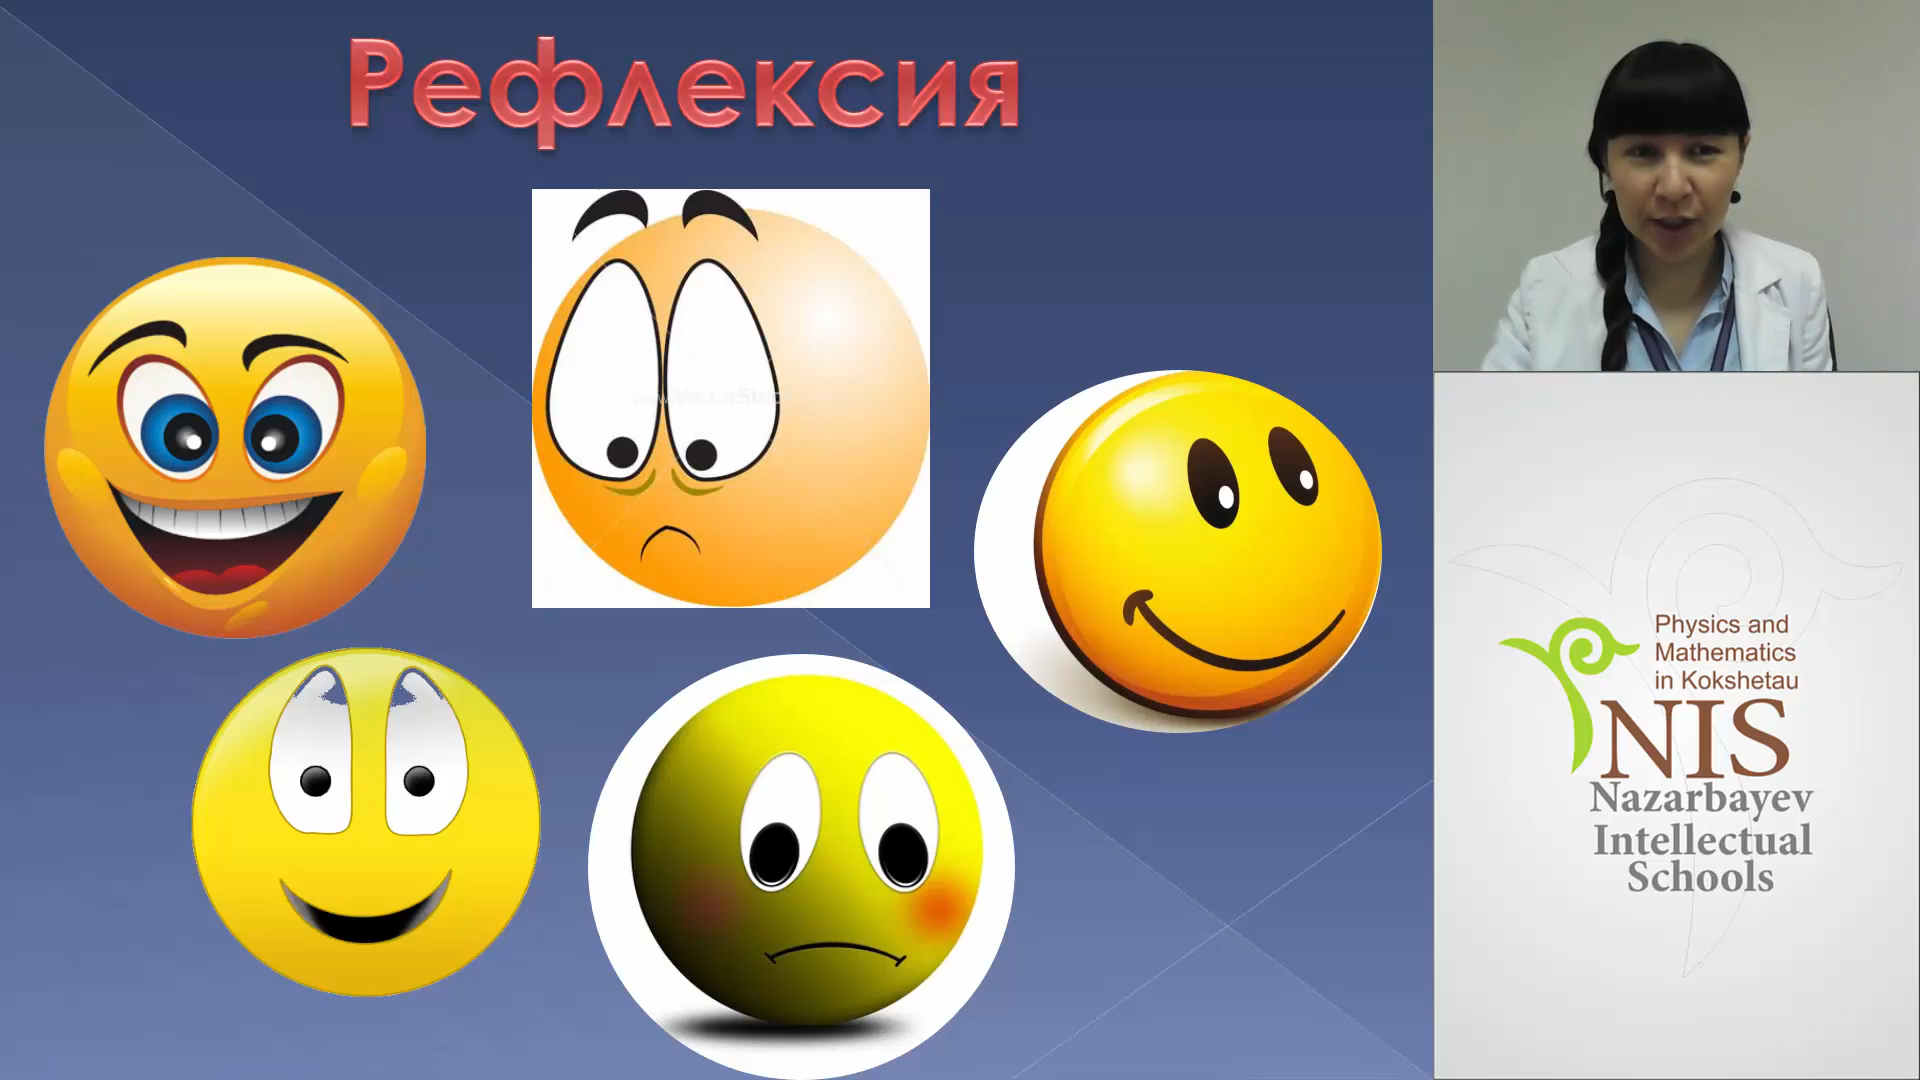 Рефлексия
Physics and
Mathematics
in Kokshetau
NIS
Nazarbayev
Intellectual
Schools